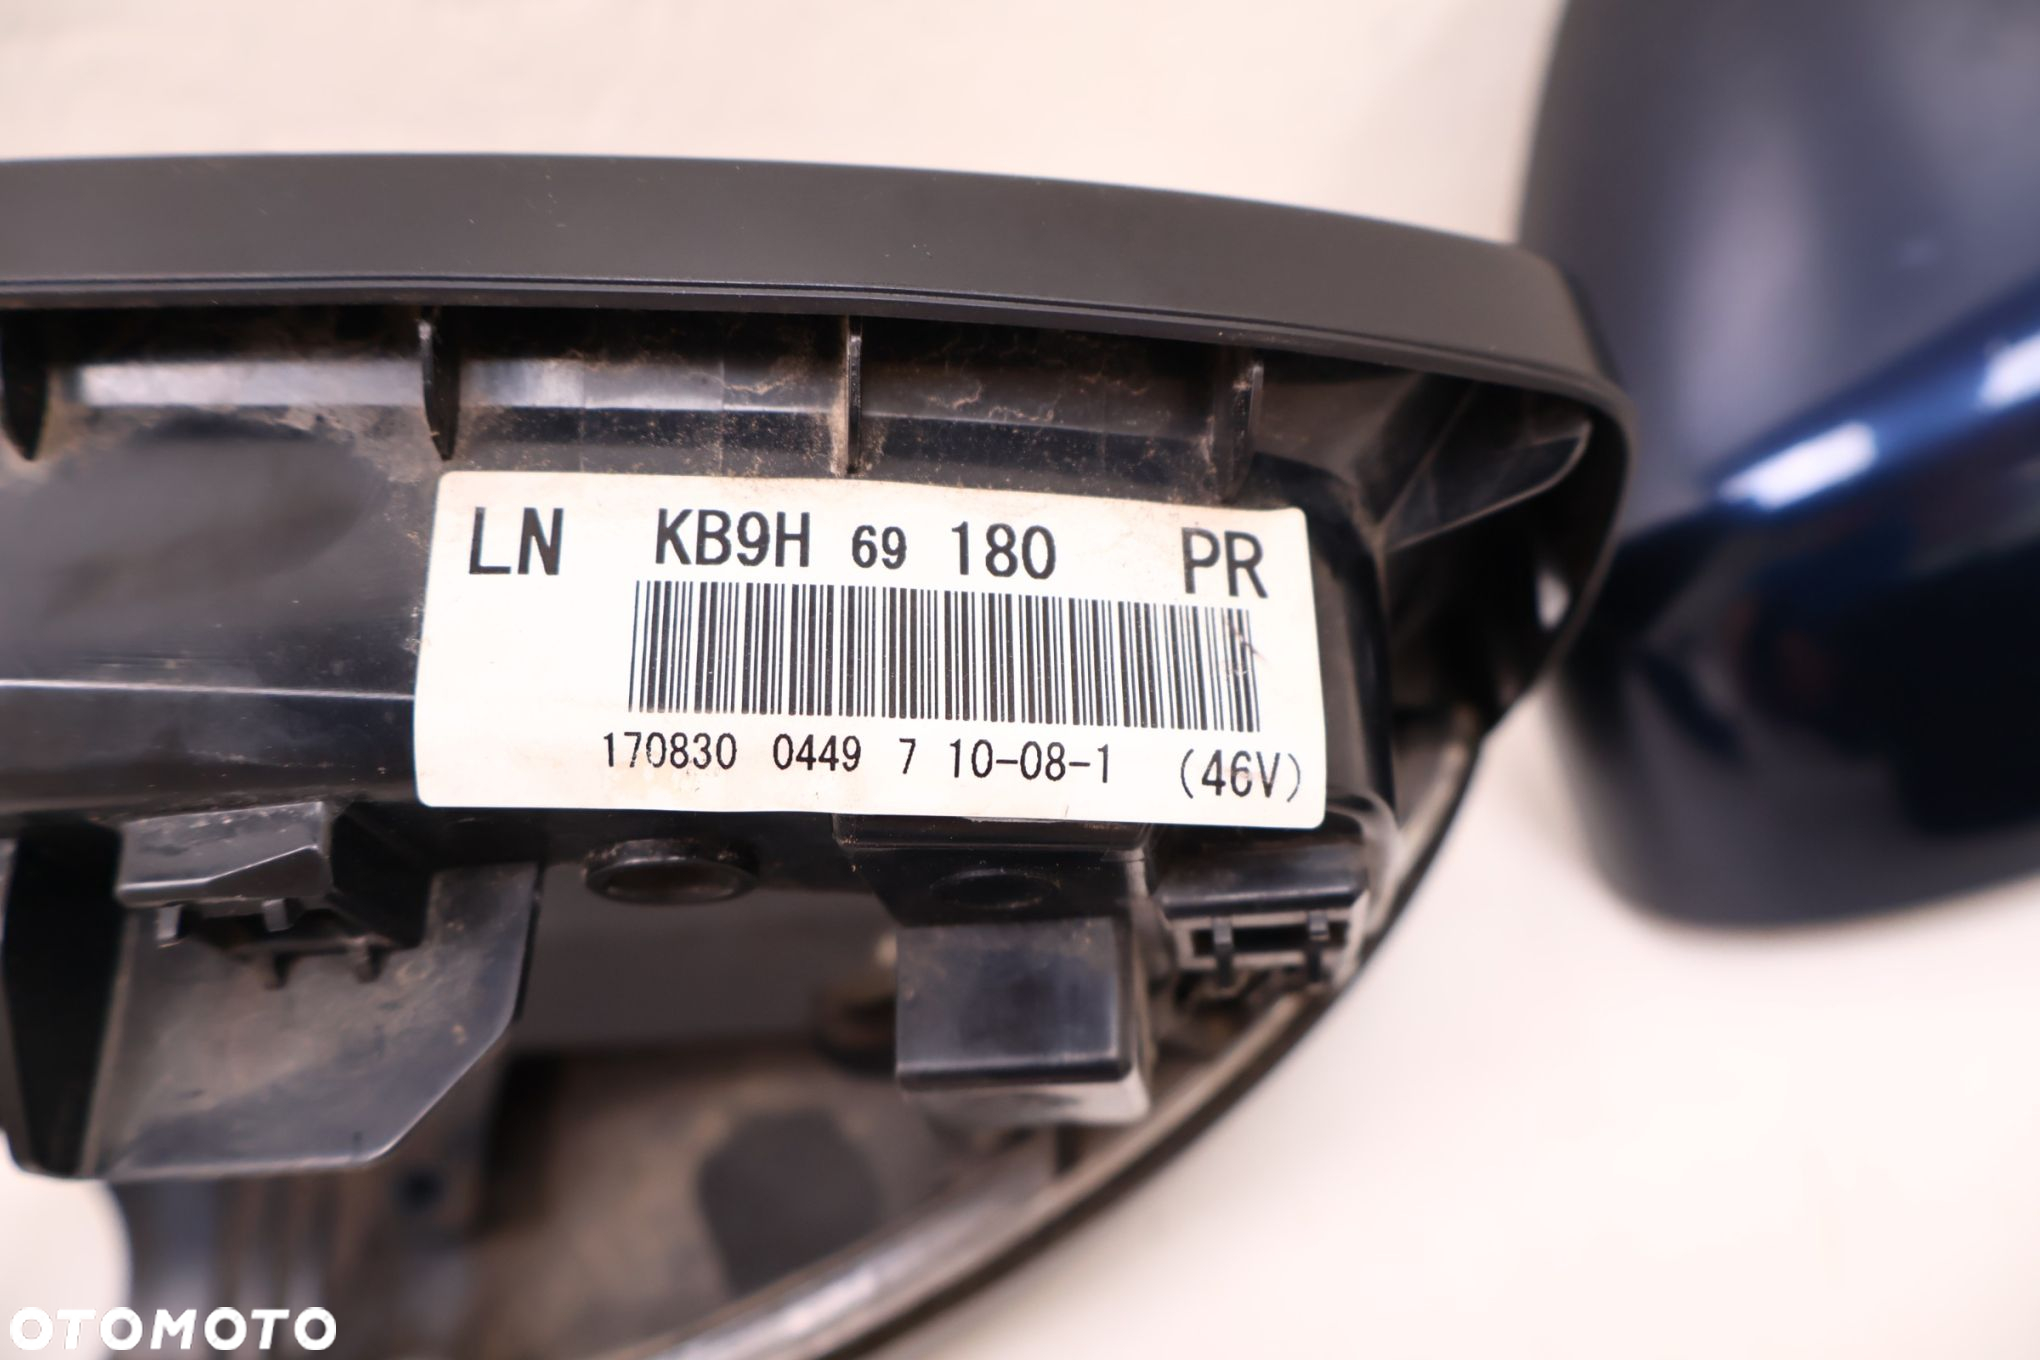 LN KB9H 69 180 PR
170830 0449 7 10-08-1 (46V)
OTOMOTO